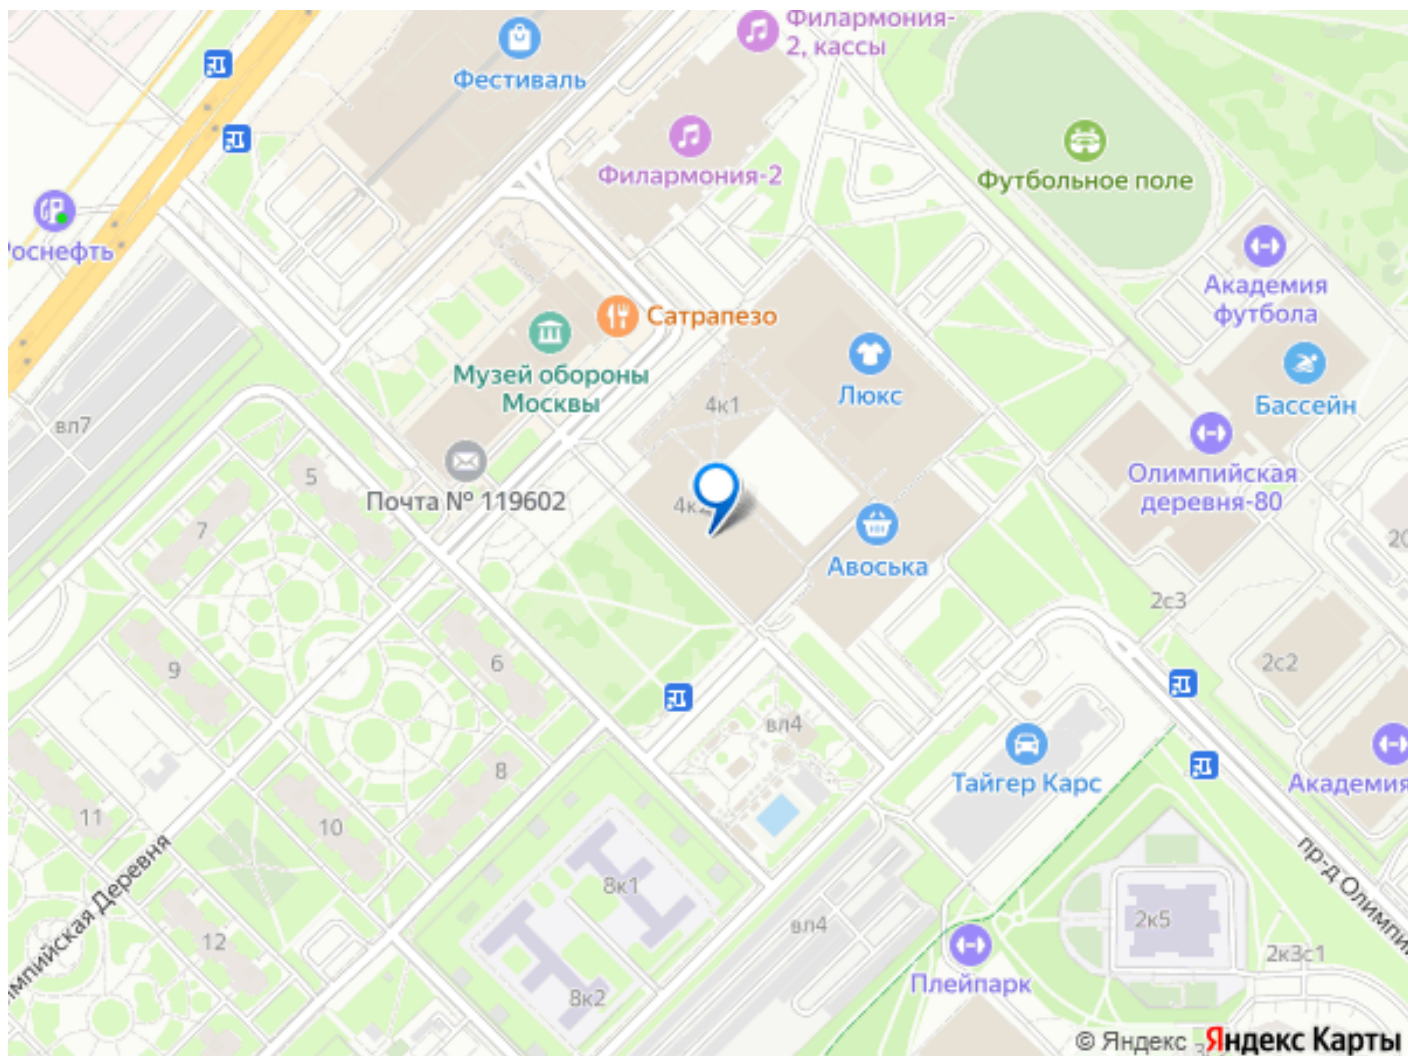 Филармония-
2, кассы
Фестиваль
Филармония-2
Футбольное поле
Роснефть
Академия
футбола
Сатрапезо
Музей обороны
Москвы
Люкс
Бассейн
4к1
вл7
Олимпийская
деревня-80
5
Почта № 119602
7
Авоська
20
2с3
9
6
2с2
вл4
8
Тайгер Карс
Академия
11
10
пр-д Олимпи
мпийская Деревня
8к1
2к5
12
вл4
2к3с1
Плейпарк
8к2
© Яндекс Яндекс Карты